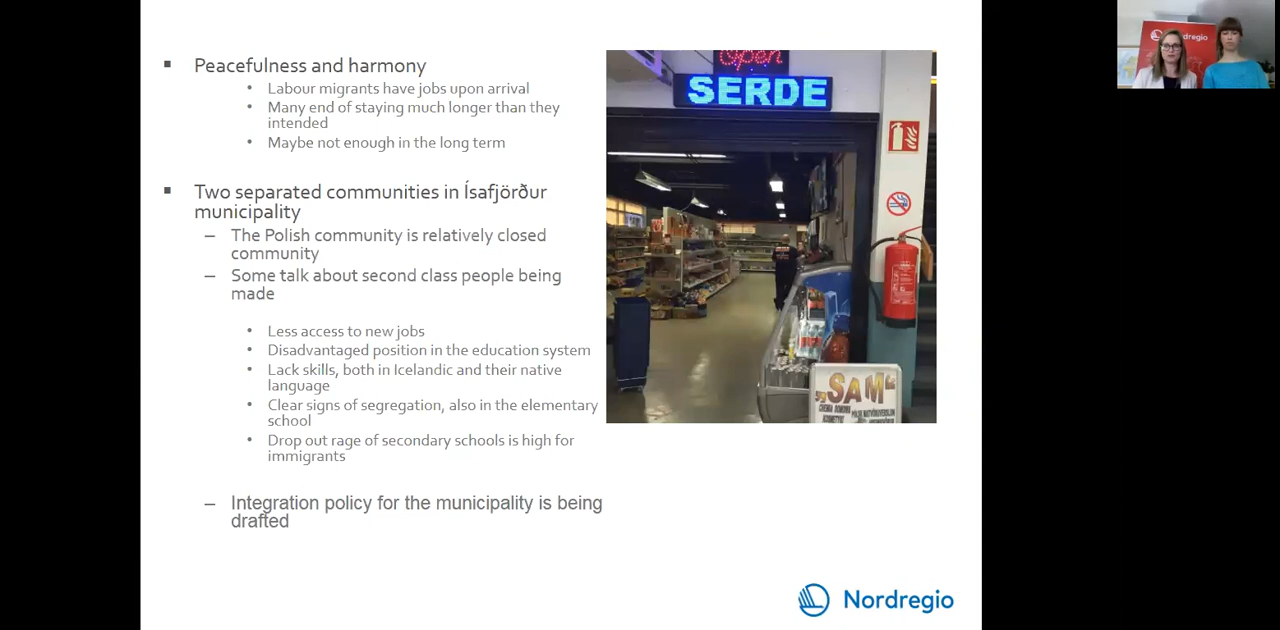 Peacefulness and harmony
Labour migrants have jobs upon arrival
Many end of staying much longer than they
intended
Maybe not enough in the long term
Two separated communities in Ísafjörður
municipality
The Polish community is relatively closed
community
Some talk about second class people being
made
Less access to new jobs
Disadvantaged position in the education system
Lack skills, both in Icelandic and their native
language
Clear signs of segregation, also in the elementary
school
Drop out rage of secondary schools is high for
immigrants
Integration policy for the municipality is being
drafted
Open
SERDE
„SAM“
Nordregio